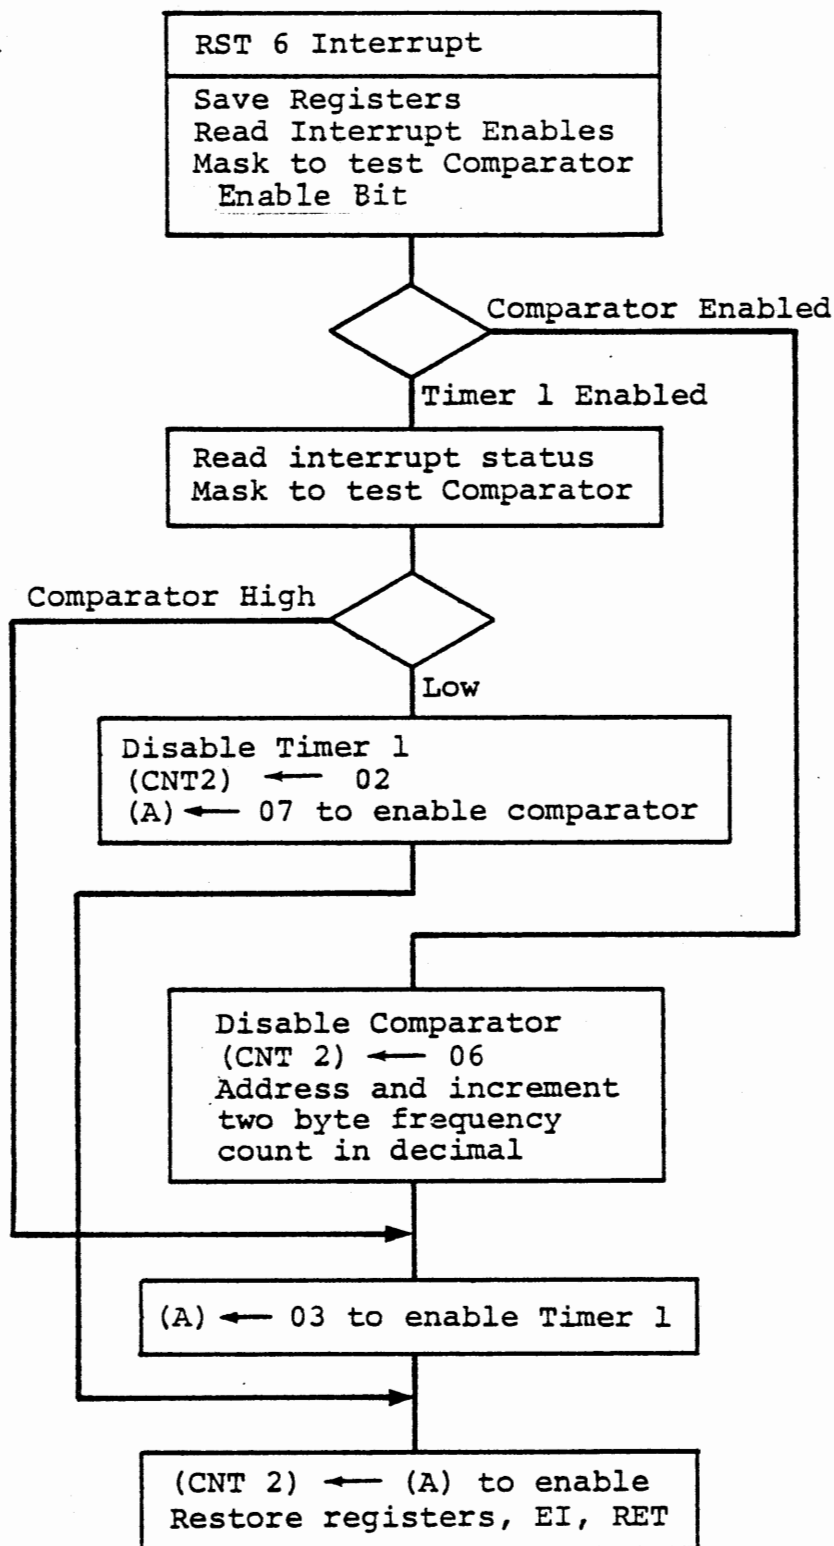 RST 6 Interrupt
Save Registers
Read Interrupt Enables
Mask to test Comparator
Enable Bit
Comparator Enabled
Timer 1 Enabled
Read interrupt status
Mask to test Comparator
Comparator High
Low
Disable Timer 1
(CNT2) ← 02
(A) ← 07 to enable comparator
Disable Comparator
(CNT 2) ← 06
Address and increment
two byte frequency
count in decimal
(A) ← 03 to enable Timer 1
(CNT 2) ← (A) to enable
Restore registers, EI, RET